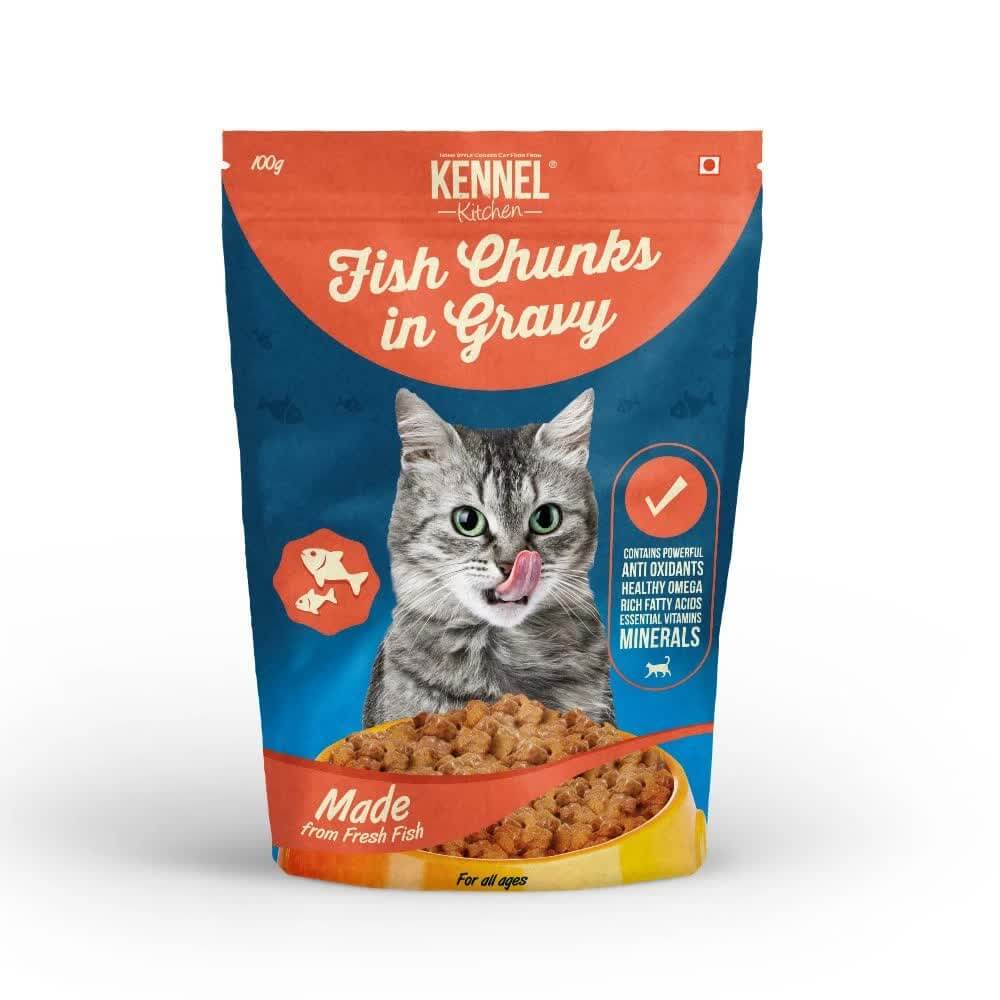 100g
HOME STYLE COOKED CAT FOOD FROM
KENNEL®
Kitchen
Fish Chunks
in Gravy
CONTAINS POWERFUL
ANTI OXIDANTS
HEALTHY OMEGA
RICH FATTY ACIDS
ESSENTIAL VITAMINS
MINERALS
Made
from Fresh Fish
For all ages